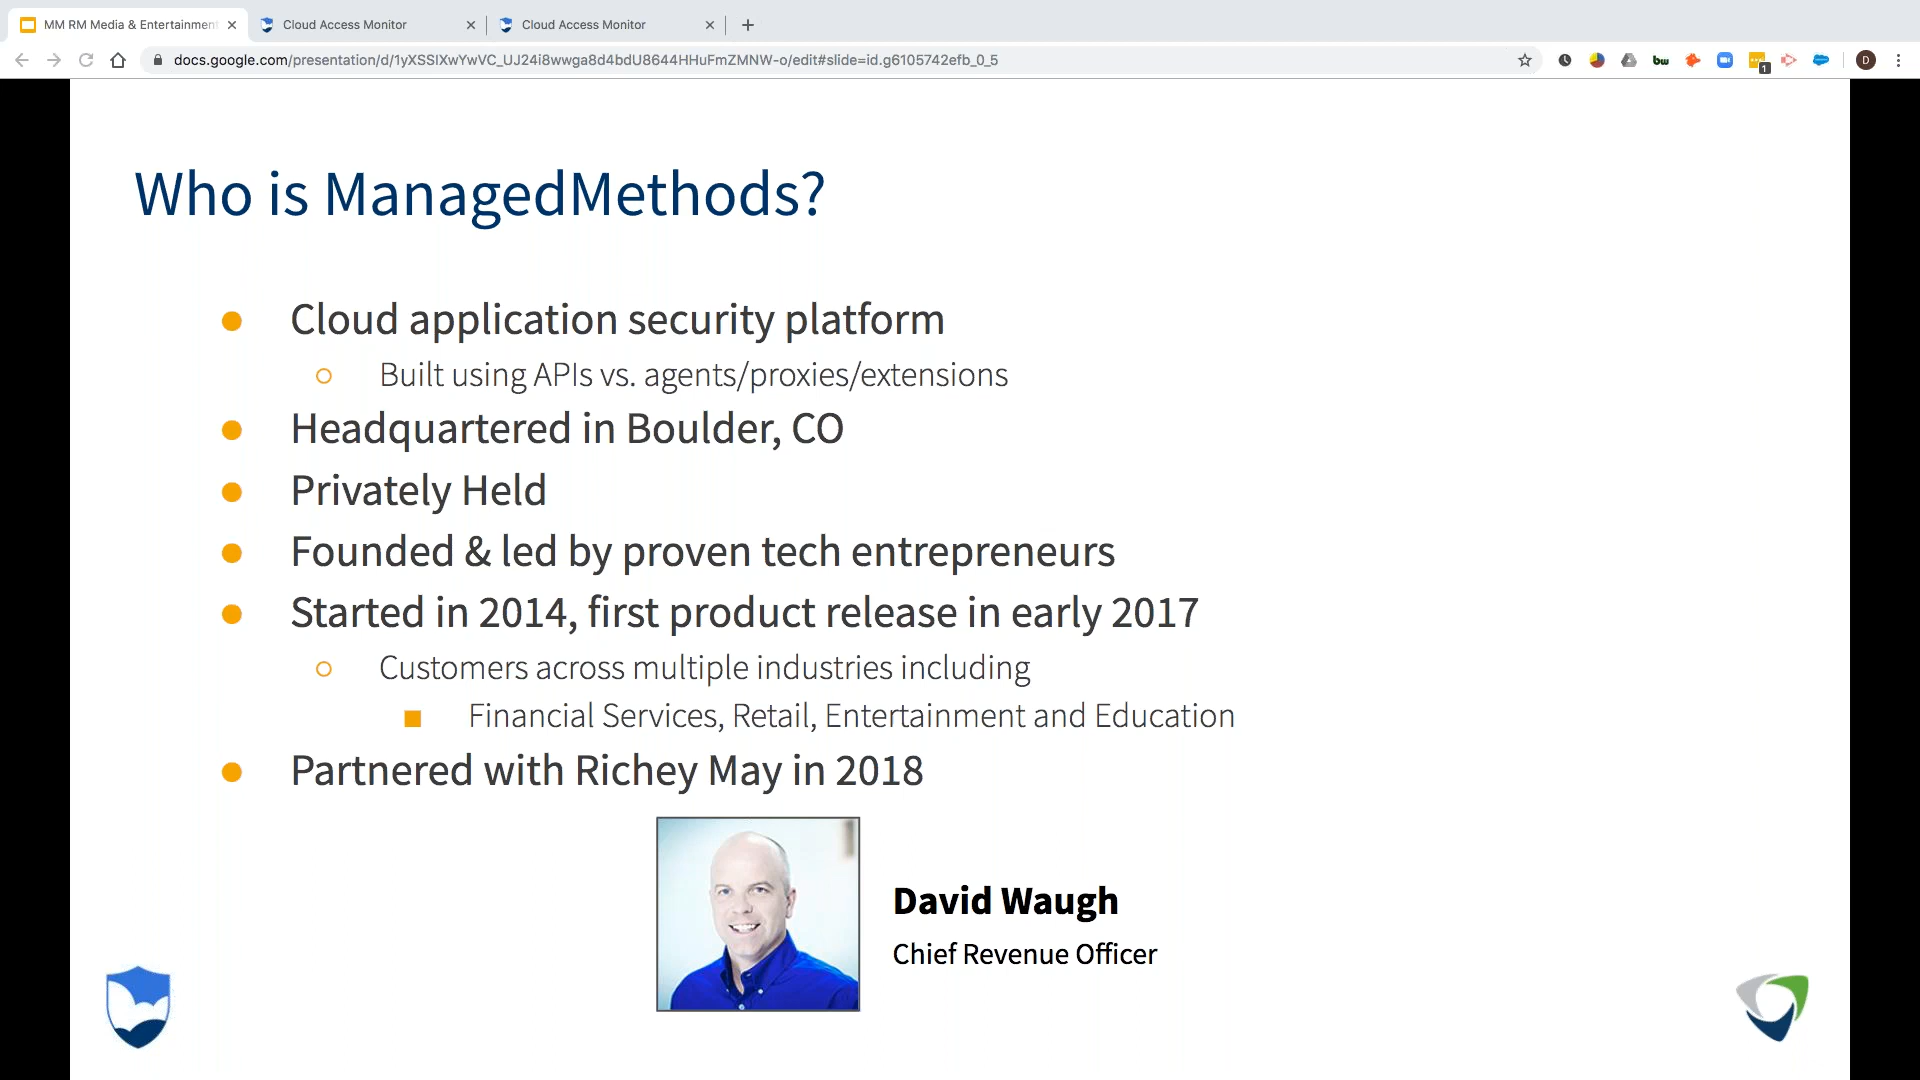 MM RM Media & Entertainment
Cloud Access Monitor
Cloud Access Monitor
docs.google.com/presentation/d/1yXSSIXwYwVC_UJ24i8wwga8d4bdU8644HHuFmZMNW-o/edit#slide=id.g6105742efb_0_5
bw
1
D
Who is ManagedMethods?
Cloud application security platform
Built using APIs vs. agents/proxies/extensions
Headquartered in Boulder, CO
Privately Held
Founded & led by proven tech entrepreneurs
Started in 2014, first product release in early 2017
Customers across multiple industries including
Financial Services, Retail, Entertainment and Education
Partnered with Richey May in 2018
David Waugh
Chief Revenue Officer